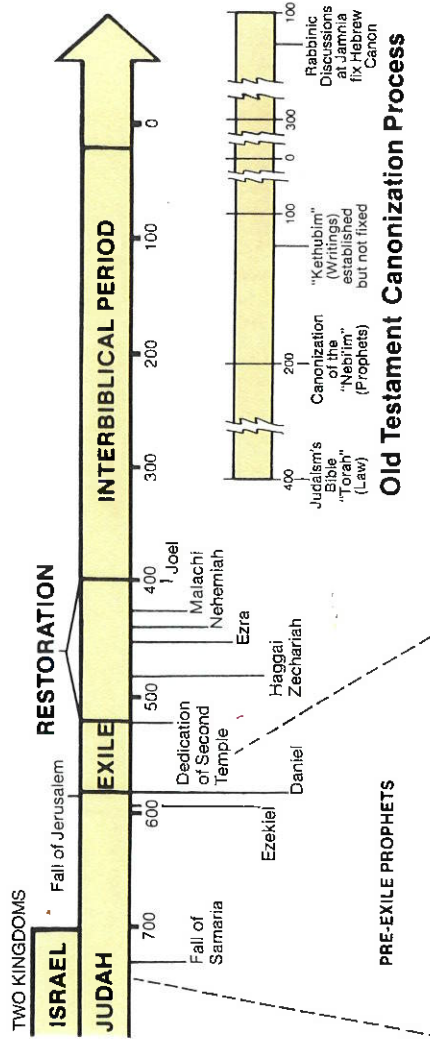 TWO KINGDOMS
ISRAEL
JUDAH
Fall of Jerusalem
EXILE
RESTORATION
INTERBIBLICAL PERIOD
700
600
500
400
300
200
100
0
Fall of
Samaria
Ezekiel
Daniel
Dedication
of Second
Temple
Haggai
Zechariah
Ezra
Nehemiah
Malachi
Joel
PRE-EXILE PROPHETS
400
200
100
0
300
100
Judaism's
Bible
"Torah"
(Law)
Canonization
of the
"Nebi'im"
(Prophets)
"Kethubim"
(Writings)
established
but not fixed
Rabbinic
Discussions
at Jamnia
fix Hebrew
Canon
Old Testament Canonization Process